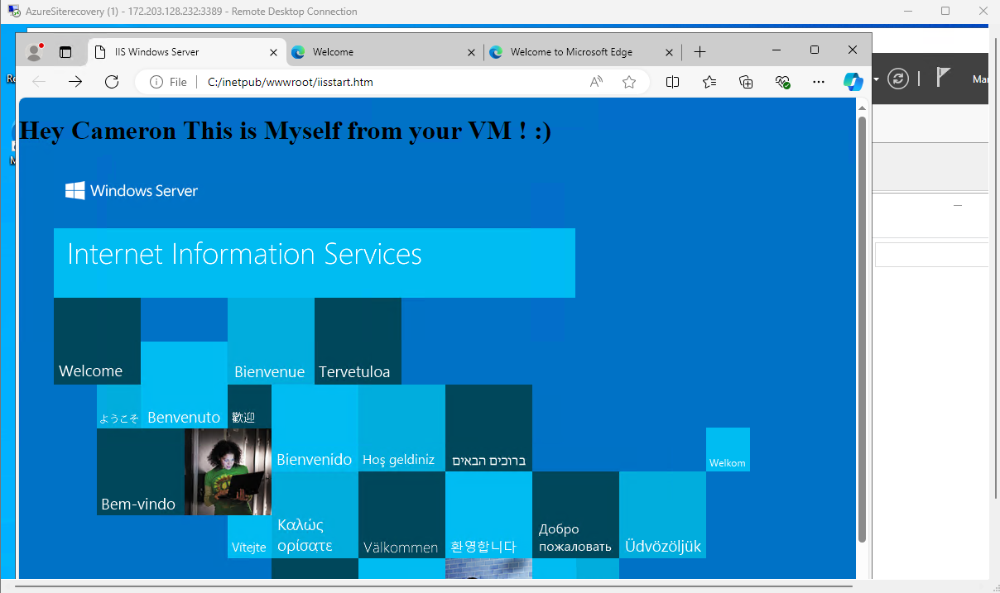 AzureSiterecovery (1) - 172.203.128.232:3389 - Remote Desktop Connection
IIS Windows Server
Welcome
Welcome to Microsoft Edge
File
C:/inetpub/wwwroot/iisstart.htm
Hey Cameron This is Myself from your VM ! :)
Windows Server
Internet Information Services
Welcome
Bienvenue
Tervetuloa
ようこそ
Benvenuto
歡迎
Bienvenido
Hoş geldiniz
ברוכים הבאים
Welkom
Bem-vindo
Vítejte
Καλώς
ορίσατε
Välkommen
환영합니다
Добро
пожаловать
Üdvözöljük